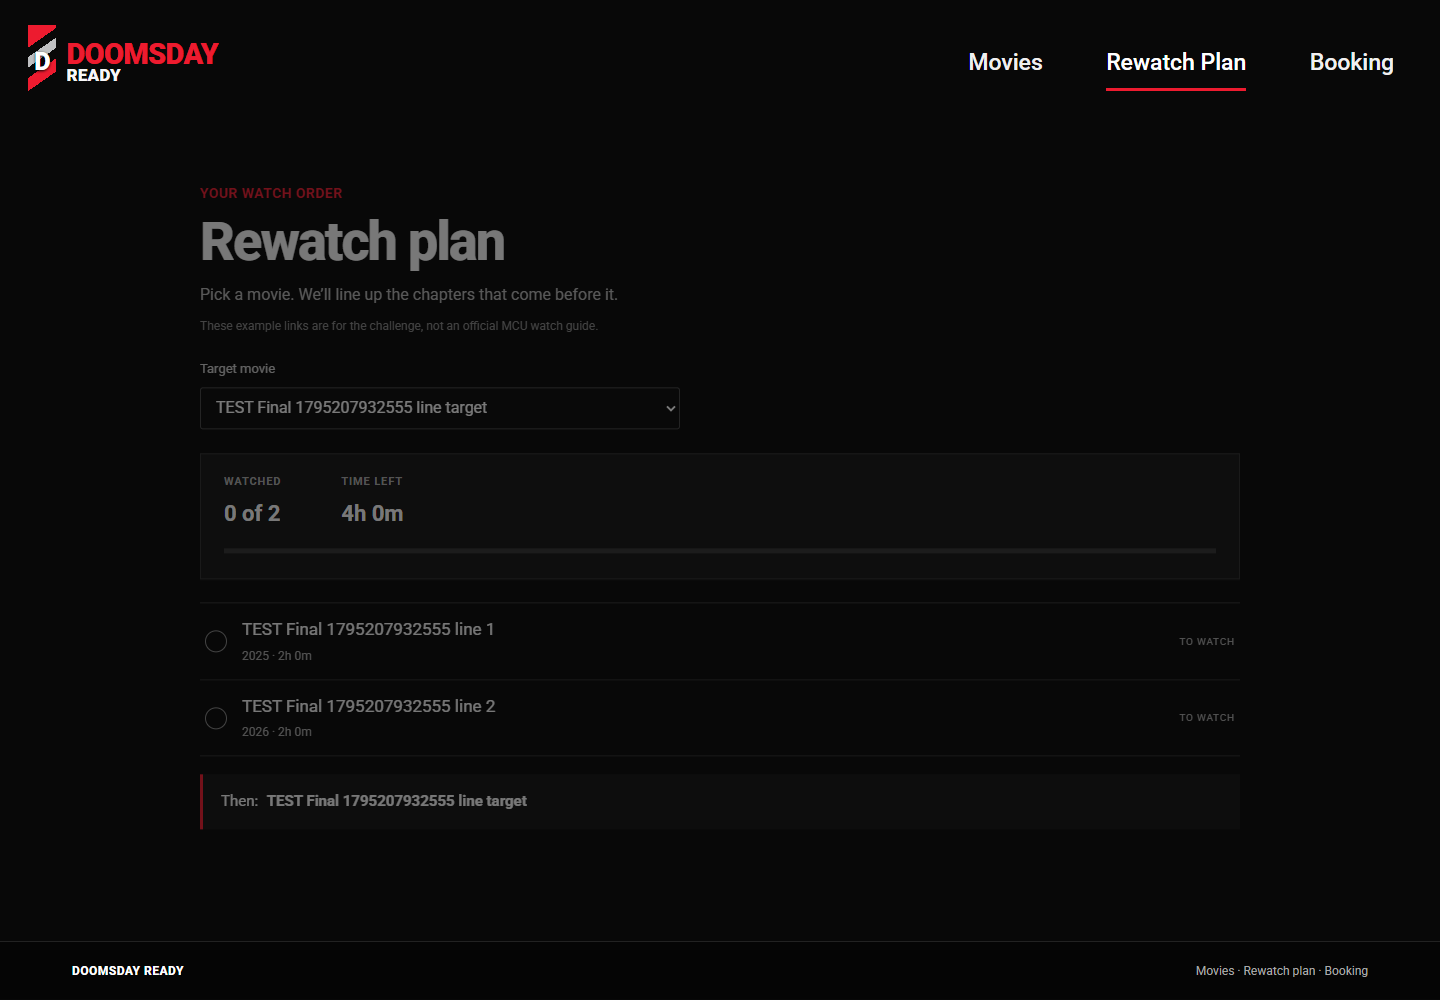 D
DOOMSDAY
READY
Movies
Rewatch Plan
Booking
YOUR WATCH ORDER
Rewatch plan
Pick a movie. We’ll line up the chapters that come before it.
These example links are for the challenge, not an official MCU watch guide.
Target movie
TEST Final 1795207932555 line target
WATCHED
TIME LEFT
0 of 2
4h 0m
TEST Final 1795207932555 line 1
2025 · 2h 0m
TO WATCH
TEST Final 1795207932555 line 2
2026 · 2h 0m
TO WATCH
Then: TEST Final 1795207932555 line target
DOOMSDAY READY
Movies · Rewatch plan · Booking